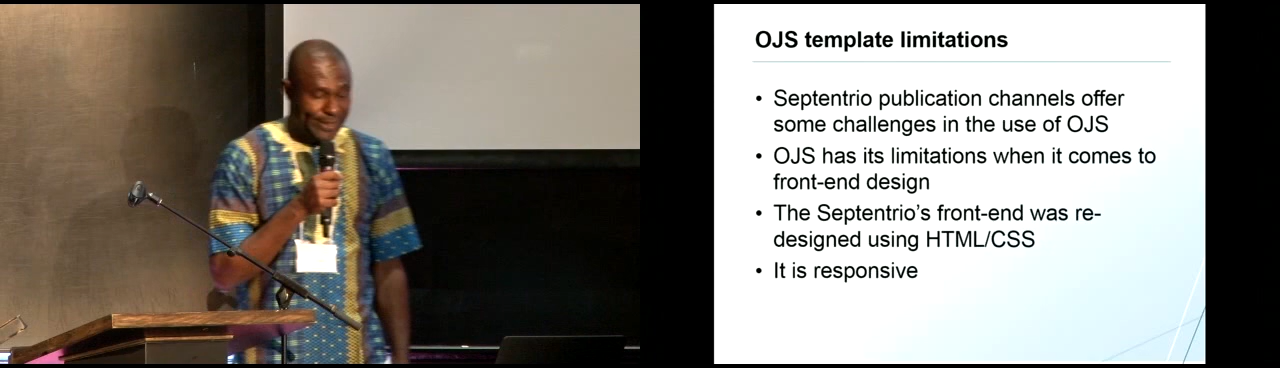 OJS template limitations
• Septentrio publication channels offer
some challenges in the use of OJS
• OJS has its limitations when it comes to
front-end design
• The Septentrio's front-end was re-
designed using HTML/CSS
• It is responsive